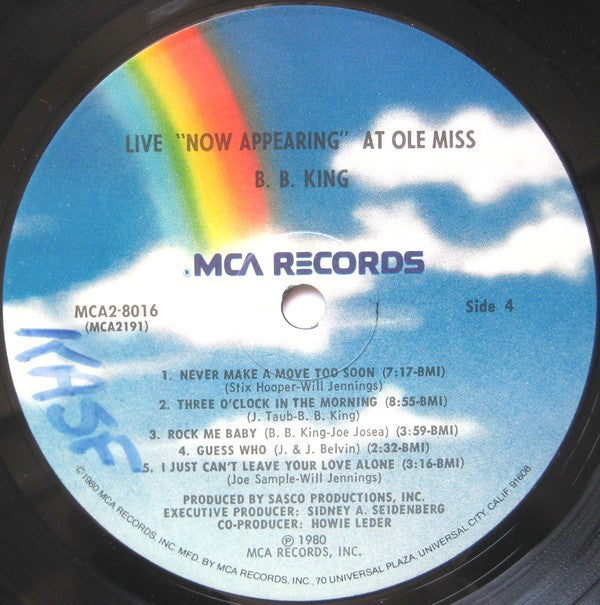 LIVE "NOW APPEARING" AT OLE MISS
B. B. KING
® MCA RECORDS
MCA2-8016
(MCA2191)
Side 4
1. NEVER MAKE A MOVE TOO SOON (7:17-BMI)
(Stix Hooper-Will Jennings)
2. THREE O'CLOCK IN THE MORNING (8:55-BMI)
(J. Taub-B. B. King)
3. ROCK ME BABY (B. B. King-Joe Josea) (3:59-BMI)
4. GUESS WHO (J. & J. Belvin) (2:32-BMI)
5. I JUST CAN'T LEAVE YOUR LOVE ALONE (3:16-BMI)
(Joe Sample-Will Jennings)
PRODUCED BY SASCO PRODUCTIONS, INC.
EXECUTIVE PRODUCER: SIDNEY A. SEIDENBERG
CO-PRODUCER: HOWIE LEDER
℗ 1980
MCA RECORDS, INC.
©1980 MCA RECORDS, INC. MFD. BY MCA RECORDS, INC., 70 UNIVERSAL PLAZA, UNIVERSAL CITY, CALIF. 91608
KASF